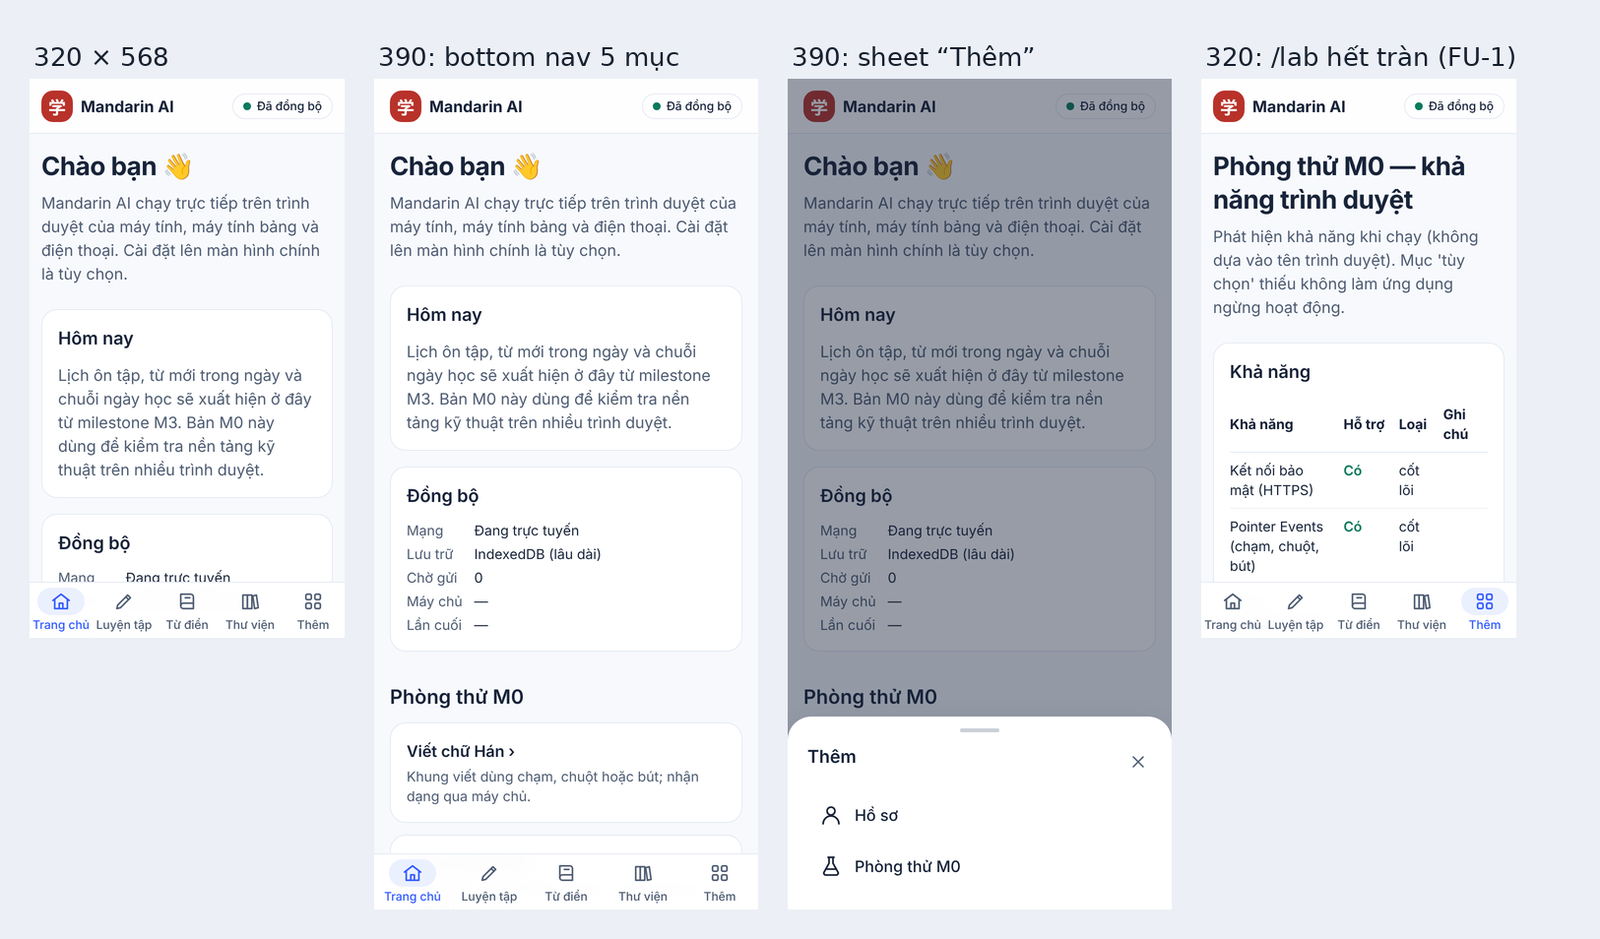 320 × 568
学 Mandarin AI
Đã đồng bộ
Chào bạn 👋
Mandarin AI chạy trực tiếp trên trình
duyệt của máy tính, máy tính bảng và
điện thoại. Cài đặt lên màn hình chính
là tùy chọn.
Hôm nay
Lịch ôn tập, từ mới trong ngày và
chuỗi ngày học sẽ xuất hiện ở đây
từ milestone M3. Bản M0 này
dùng để kiểm tra nền tảng kỹ
thuật trên nhiều trình duyệt.
Đồng bộ
Mạng Đang trực tuyến
Trang chủ Luyện tập Từ điển Thư viện Thêm
390: bottom nav 5 mục
学 Mandarin AI
Đã đồng bộ
Chào bạn 👋
Mandarin AI chạy trực tiếp trên trình duyệt của
máy tính, máy tính bảng và điện thoại. Cài đặt
lên màn hình chính là tùy chọn.
Hôm nay
Lịch ôn tập, từ mới trong ngày và chuỗi
ngày học sẽ xuất hiện ở đây từ milestone
M3. Bản M0 này dùng để kiểm tra nền
tảng kỹ thuật trên nhiều trình duyệt.
Đồng bộ
Mạng Đang trực tuyến
Lưu trữ IndexedDB (lâu dài)
Chờ gửi 0
Máy chủ —
Lần cuối —
Phòng thử M0
Viết chữ Hán ›
Khung viết dùng chạm, chuột hoặc bút; nhận
dạng qua máy chủ.
Trang chủ Luyện tập Từ điển Thư viện Thêm
390: sheet “Thêm”
学 Mandarin AI
Đã đồng bộ
Chào bạn 👋
Mandarin AI chạy trực tiếp trên trình duyệt của
máy tính, máy tính bảng và điện thoại. Cài đặt
lên màn hình chính là tùy chọn.
Hôm nay
Lịch ôn tập, từ mới trong ngày và chuỗi
ngày học sẽ xuất hiện ở đây từ milestone
M3. Bản M0 này dùng để kiểm tra nền
tảng kỹ thuật trên nhiều trình duyệt.
Đồng bộ
Mạng Đang trực tuyến
Lưu trữ IndexedDB (lâu dài)
Chờ gửi 0
Máy chủ —
Lần cuối —
Phòng thử M0
Thêm
Hồ sơ
Phòng thử M0
320: /lab hết tràn (FU-1)
学 Mandarin AI
Đã đồng bộ
Phòng thử M0 — khả
năng trình duyệt
Phát hiện khả năng khi chạy (không
dựa vào tên trình duyệt). Mục 'tùy
chọn' thiếu không làm ứng dụng
ngừng hoạt động.
Khả năng
Khả năng Hỗ trợ Loại Ghi chú
Kết nối bảo Có cốt
mật (HTTPS) lõi
Pointer Events Có cốt
(chạm, chuột, lõi
bút)
Trang chủ Luyện tập Từ điển Thư viện Thêm